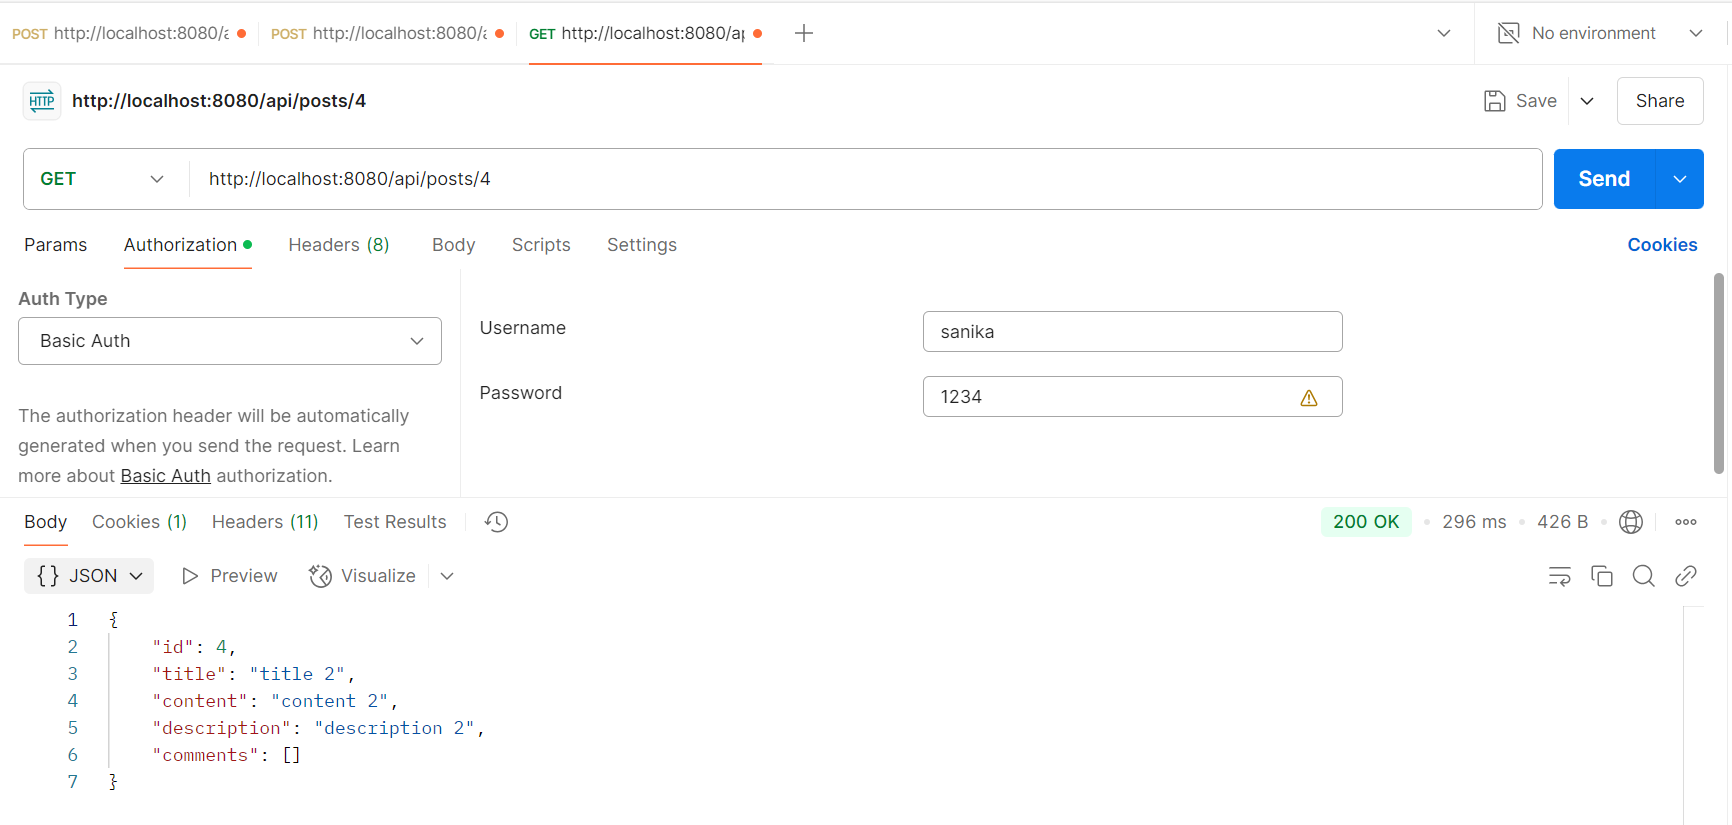 POST http://localhost:8080/a
POST http://localhost:8080/a
GET http://localhost:8080/ap
No environment
HTTP http://localhost:8080/api/posts/4
Save
Share
GET http://localhost:8080/api/posts/4
Send
Params Authorization Headers (8) Body Scripts Settings
Cookies
Auth Type
Basic Auth
The authorization header will be automatically
generated when you send the request. Learn
more about Basic Auth authorization.
Username sanika
Password 1234
Body Cookies (1) Headers (11) Test Results
200 OK 296 ms 426 B
{} JSON Preview Visualize
1 {
2 "id": 4,
3 "title": "title 2",
4 "content": "content 2",
5 "description": "description 2",
6 "comments": []
7 }